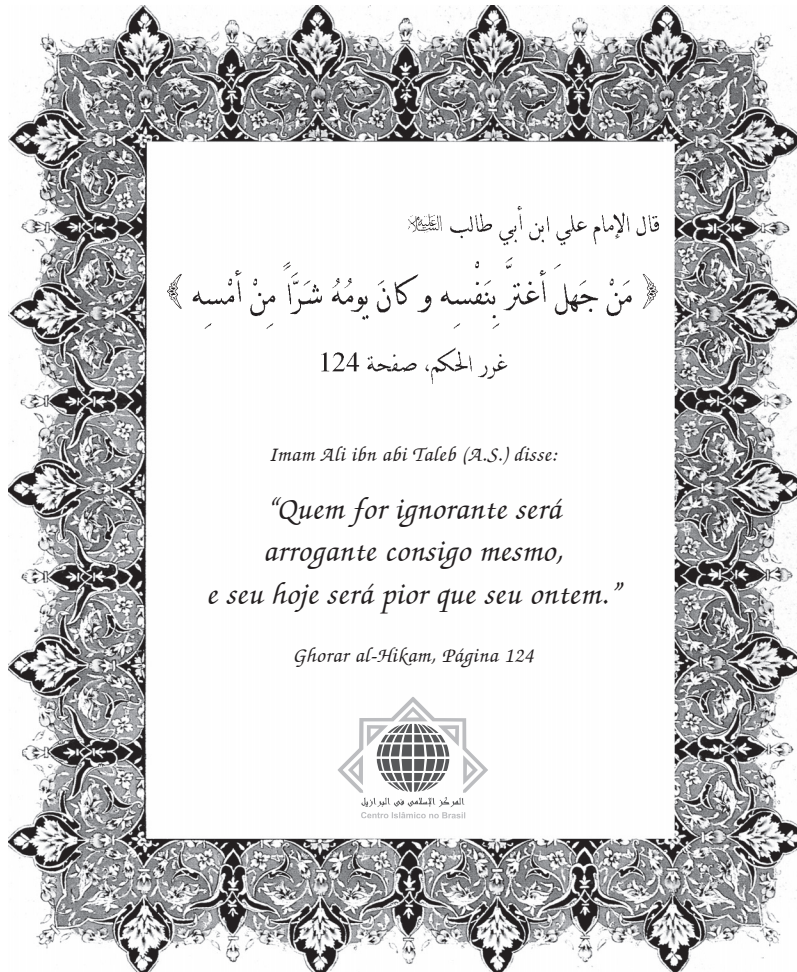 قال الإمام علي ابن أبي طالب عليه السلام
﴿ مَنْ جَهلَ أغترَّ بِنَفْسِه و كانَ يومُهُ شَرّاً مِنْ أمْسِه ﴾
غرر الحكم، صفحة 124
Imam Ali ibn abi Taleb (A.S.) disse:
“Quem for ignorante será
arrogante consigo mesmo,
e seu hoje será pior que seu ontem.”
Ghorar al-Hikam, Página 124
المركز الإسلامي في البرازيل
Centro Islâmico no Brasil